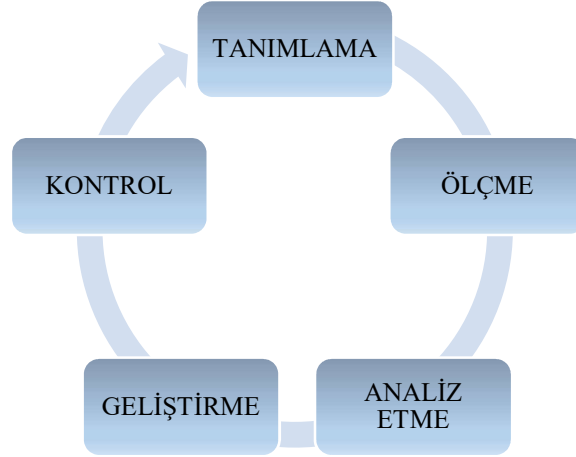 TANIMLAMA
ÖLÇME
ANALİZ
ETME
GELİŞTİRME
KONTROL